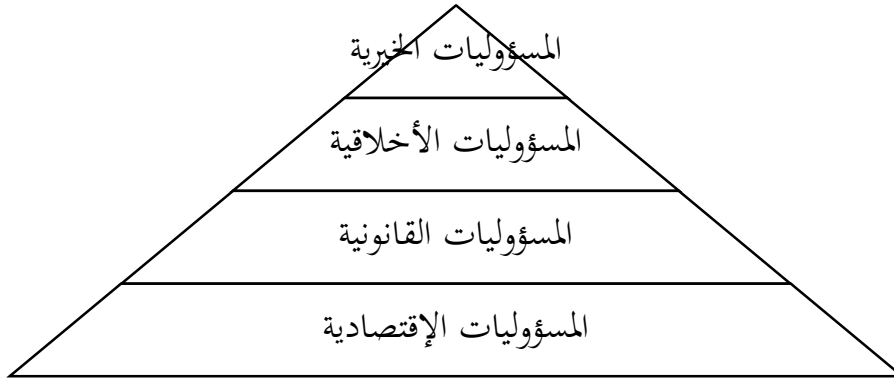 المسؤوليات الخيرية
المسؤوليات الأخلاقية
المسؤوليات القانونية
المسؤوليات الإقتصادية